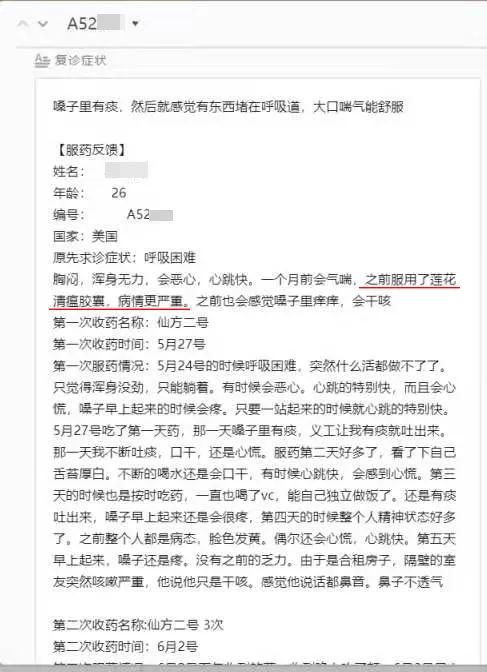 A52
复诊症状
嗓子里有痰．然后就感觉有东西堵在呼吸道，大口喘气能舒服
【服药反馈】
姓名：
年龄： 26
编号： A52
国家：美国
原先求诊症状：呼吸困难
胸闷，浑身无力，会恶心，心跳快。一个月前会气喘，之前服用了莲花
清瘟胶囊，病情更严重。之前也会感觉嗓子里痒痒，会干咳
第一次收药名称：仙方二号
第一次收药时间：5月27号
第一次服药情况：5月24号的时候呼吸困难，突然什么活都做不了了。
只觉得浑身没劲，只能躺着。有时候会恶心。心跳的特别快，而且会心
慌，嗓子早上起来的时候会疼。只要一站起来的时候就心跳的特别快。
5月27号吃了第一天药，那一天嗓子里有痰，义工让我有痰就吐出来。
那一天我不断吐痰，口干，还是心慌。服药第二天好多了，看了下自己
舌苔厚白。不断的喝水还是会口干，有时候心跳快，会感到心慌。第三
天的时候也是按时吃药，一直也喝了vc，能自己独立做饭了。还是有痰
吐出来，嗓子早上起来还是会很疼，第四天的时候整个人精神状态好多
了。之前整个人都是病态，脸色发黄。偶尔还会心慌，心跳快。第五天
早上起来，嗓子还是疼。没有之前的乏力。由于是合租房子，隔壁的室
友突然咳嗽严重，他说他只是干咳。感觉他说话都鼻音。鼻子不透气
第二次收药名称:仙方二号 3次
第二次收药时间：6月2号